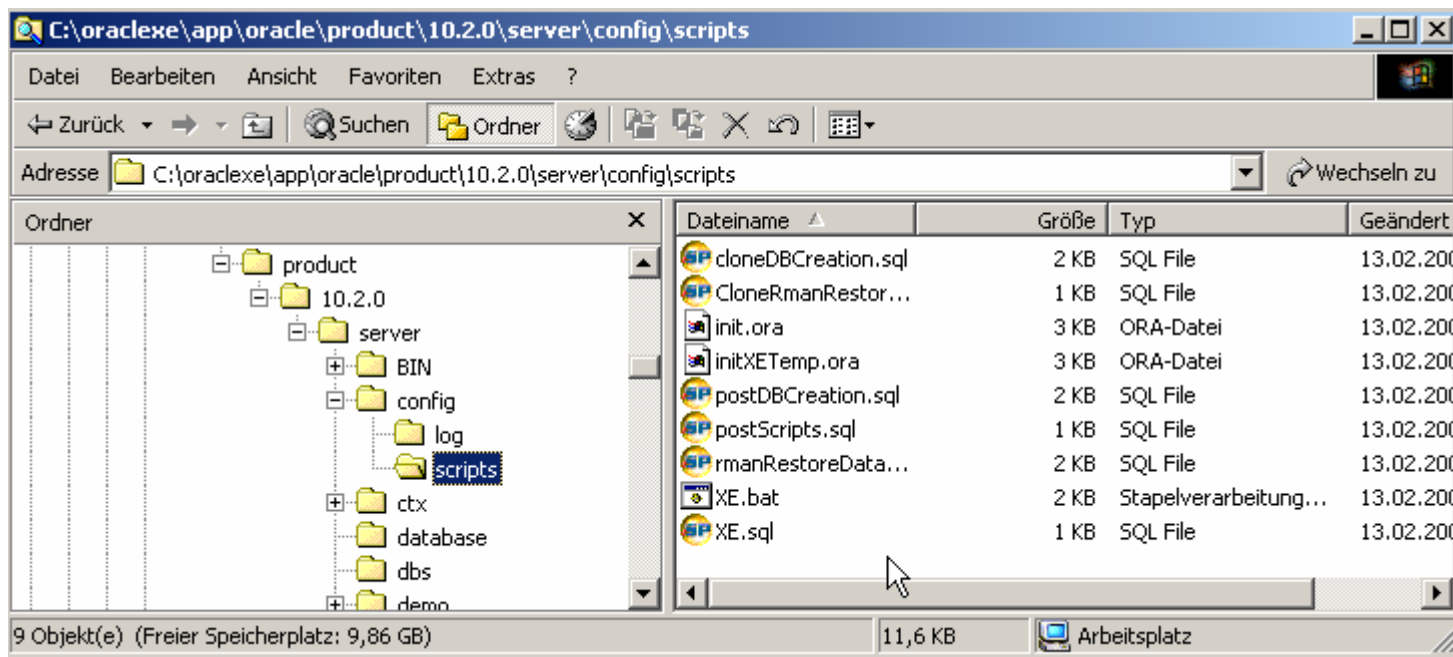 C:\oraclexe\app\oracle\product\10.2.0\server\config\scripts
Datei Bearbeiten Ansicht Favoriten Extras ?
Zurück Suchen Ordner
Adresse C:\oraclexe\app\oracle\product\10.2.0\server\config\scripts Wechseln zu
Ordner
product
10.2.0
server
BIN
config
log
scripts
ctx
database
dbs
demo
Dateiname Größe Typ Geändert
cloneDBCreation.sql 2 KB SQL File 13.02.200
CloneRmanRestor... 1 KB SQL File 13.02.200
init.ora 3 KB ORA-Datei 13.02.200
initXETemp.ora 3 KB ORA-Datei 13.02.200
postDBCreation.sql 2 KB SQL File 13.02.200
postScripts.sql 1 KB SQL File 13.02.200
rmanRestoreData... 2 KB SQL File 13.02.200
XE.bat 2 KB Stapelverarbeitung... 13.02.200
XE.sql 1 KB SQL File 13.02.200
9 Objekt(e) (Freier Speicherplatz: 9,86 GB) 11,6 KB Arbeitsplatz